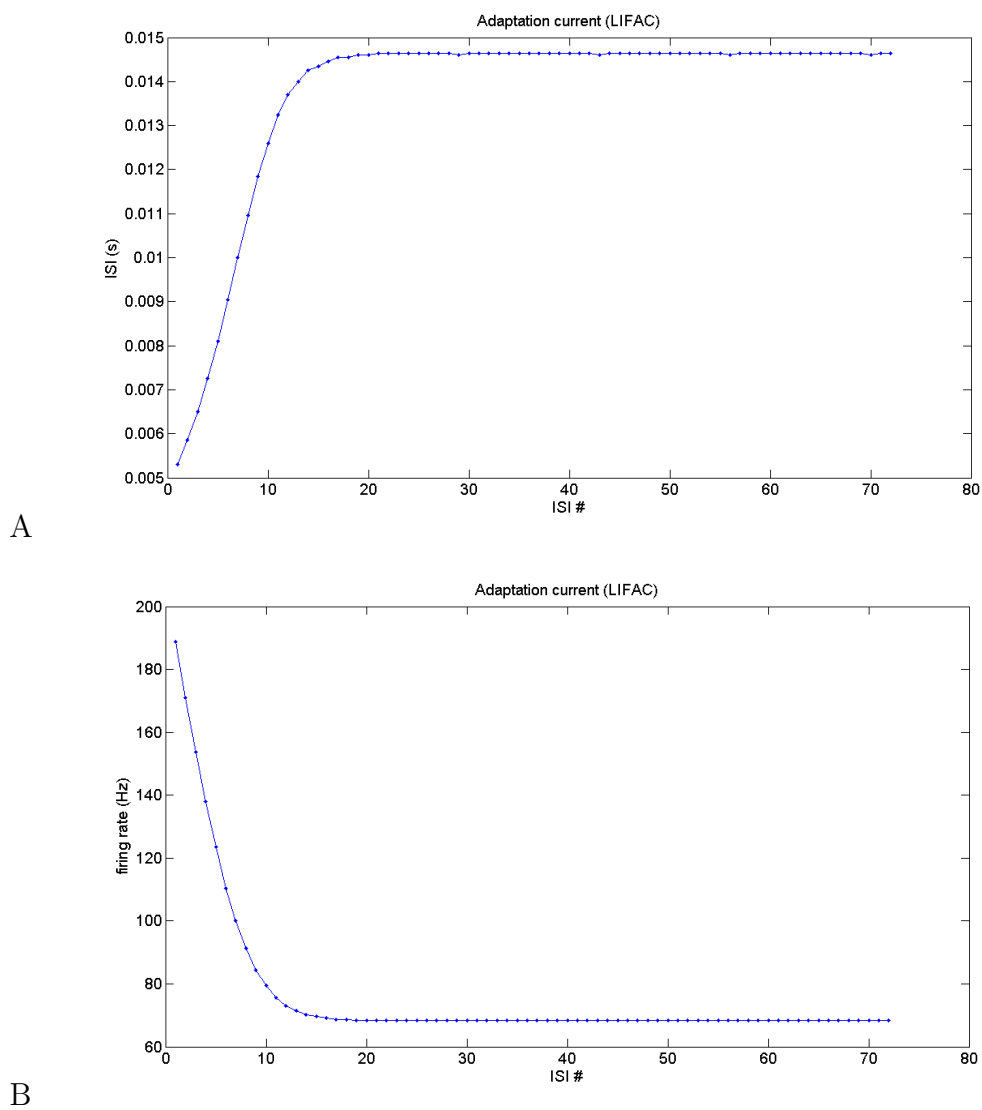 Adaptation current (LIFAC)
0.015
0.014
0.013
0.012
0.011
0.01
0.009
0.008
0.007
0.006
0.005
ISI (s)
0 10 20 30 40 50 60 70 80
ISI #
A
Adaptation current (LIFAC)
200
180
160
140
120
100
80
60
firing rate (Hz)
0 10 20 30 40 50 60 70 80
ISI #
B